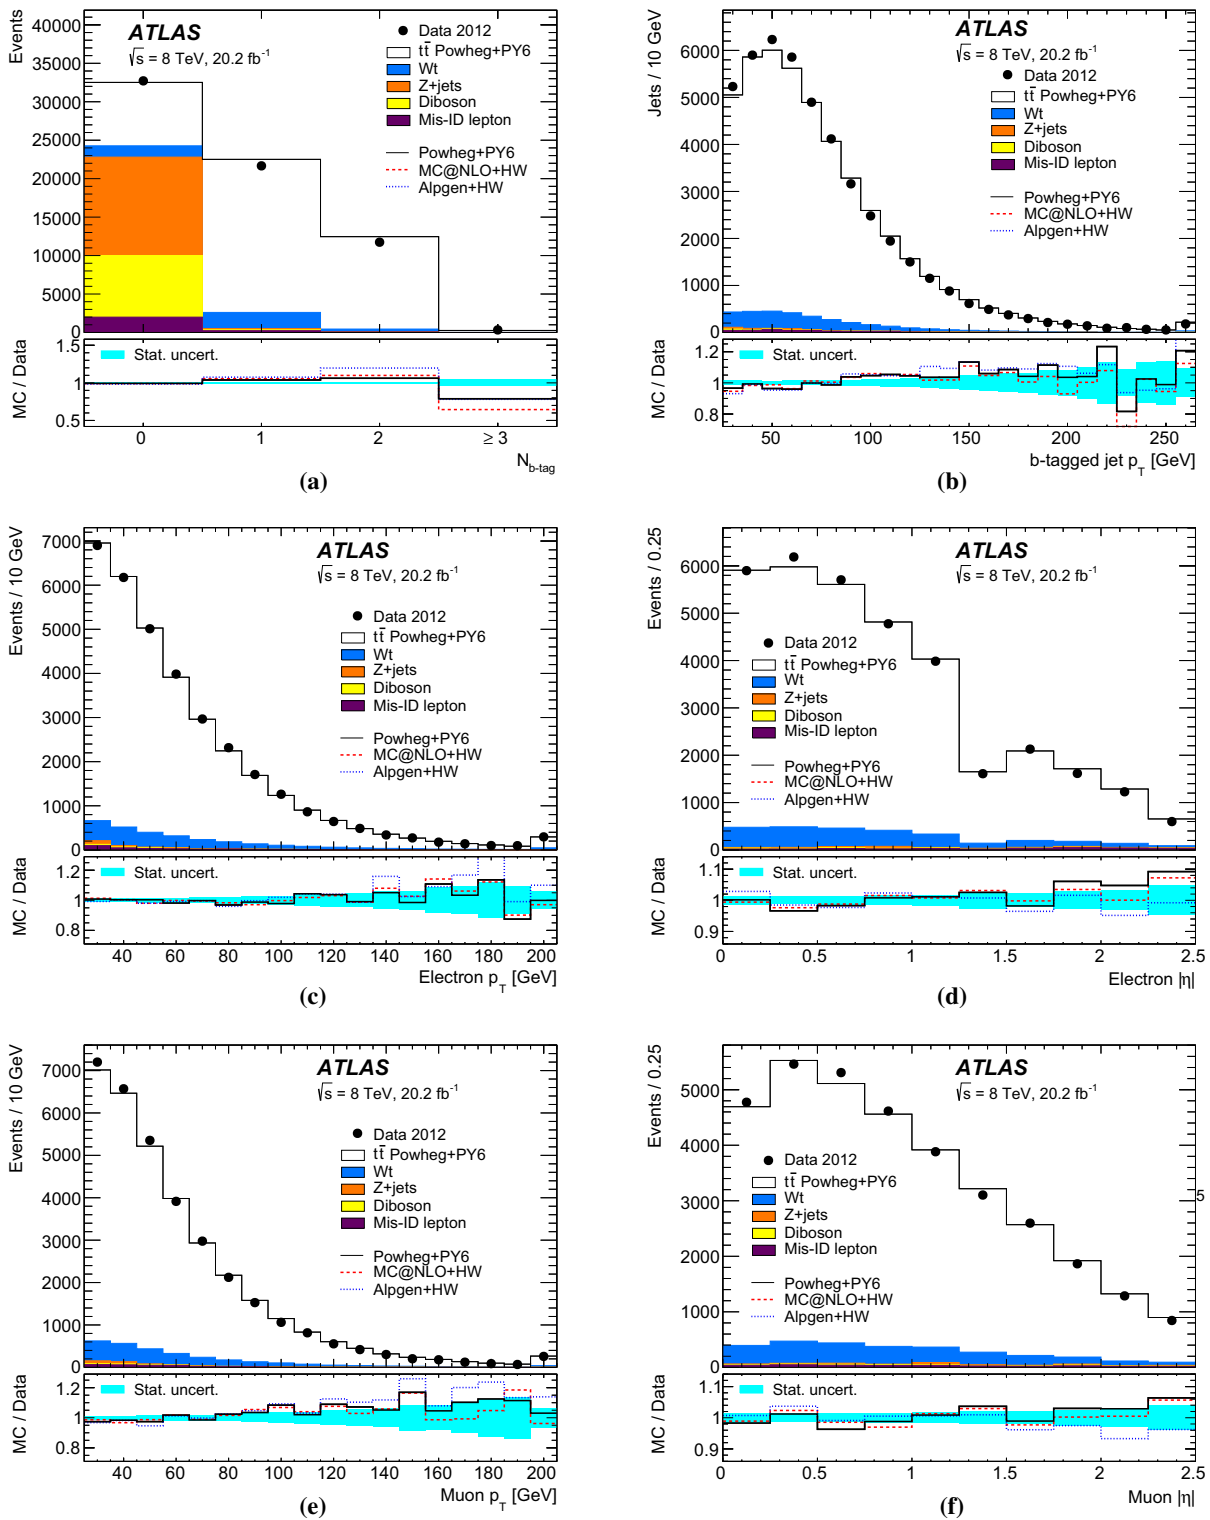 Events
40000
35000
30000
25000
20000
15000
10000
5000
0
ATLAS
√s = 8 TeV, 20.2 fb⁻¹
Data 2012
tt̄ Powheg+PY6
Wt
Z+jets
Diboson
Mis-ID lepton
Powheg+PY6
MC@NLO+HW
Alpgen+HW
MC / Data
1.5
1
0.5
Stat. uncert.
0 1 2 ≥ 3
N_b-tag
(a)
Jets / 10 GeV
6000
5000
4000
3000
2000
1000
0
ATLAS
√s = 8 TeV, 20.2 fb⁻¹
Data 2012
tt̄ Powheg+PY6
Wt
Z+jets
Diboson
Mis-ID lepton
Powheg+PY6
MC@NLO+HW
Alpgen+HW
MC / Data
1.2
1
0.8
Stat. uncert.
50 100 150 200 250
b-tagged jet p_T [GeV]
(b)
Events / 10 GeV
7000
6000
5000
4000
3000
2000
1000
0
ATLAS
√s = 8 TeV, 20.2 fb⁻¹
Data 2012
tt̄ Powheg+PY6
Wt
Z+jets
Diboson
Mis-ID lepton
Powheg+PY6
MC@NLO+HW
Alpgen+HW
MC / Data
1.2
1
0.8
Stat. uncert.
40 60 80 100 120 140 160 180 200
Electron p_T [GeV]
(c)
Events / 0.25
6000
5000
4000
3000
2000
1000
0
ATLAS
√s = 8 TeV, 20.2 fb⁻¹
Data 2012
tt̄ Powheg+PY6
Wt
Z+jets
Diboson
Mis-ID lepton
Powheg+PY6
MC@NLO+HW
Alpgen+HW
MC / Data
1.1
1
0.9
Stat. uncert.
0 0.5 1 1.5 2 2.5
Electron |η|
(d)
Events / 10 GeV
7000
6000
5000
4000
3000
2000
1000
0
ATLAS
√s = 8 TeV, 20.2 fb⁻¹
Data 2012
tt̄ Powheg+PY6
Wt
Z+jets
Diboson
Mis-ID lepton
Powheg+PY6
MC@NLO+HW
Alpgen+HW
MC / Data
1.2
1
0.8
Stat. uncert.
40 60 80 100 120 140 160 180 200
Muon p_T [GeV]
(e)
Events / 0.25
5000
4000
3000
2000
1000
0
ATLAS
√s = 8 TeV, 20.2 fb⁻¹
Data 2012
tt̄ Powheg+PY6
Wt
Z+jets
Diboson
Mis-ID lepton
Powheg+PY6
MC@NLO+HW
Alpgen+HW
5
MC / Data
1.1
1
0.9
Stat. uncert.
0 0.5 1 1.5 2 2.5
Muon |η|
(f)